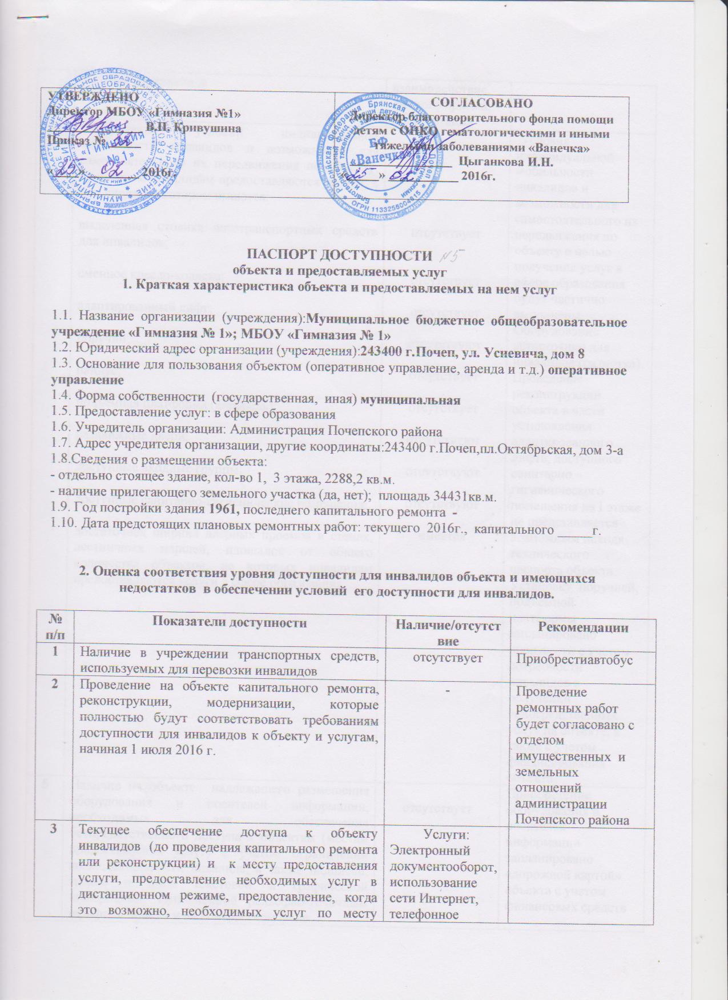 УТВЕРЖДЕНО
Директор МБОУ «Гимназия №1»
В.П. Кривушина
Приказ №
«25» 02 2016г.
СОГЛАСОВАНО
Директор благотворительного фонда помощи
детям с ОНКО гематологическими и иными
тяжелыми заболеваниями «Ванечка»
Цыганкова И.Н.
«25» 02 2016г.
БФ
«Ванечка»
ОГРН 1133256004815
МБОУ
«ГИМНАЗИЯ
№ 1»
ПАСПОРТ ДОСТУПНОСТИ N5
объекта и предоставляемых услуг
1. Краткая характеристика объекта и предоставляемых на нем услуг
1.1. Название организации (учреждения):Муниципальное бюджетное общеобразовательное
учреждение «Гимназия № 1»; МБОУ «Гимназия № 1»
1.2. Юридический адрес организации (учреждения):243400 г.Почеп, ул. Усиевича, дом 8
1.3. Основание для пользования объектом (оперативное управление, аренда и т.д.) оперативное
управление
1.4. Форма собственности (государственная, иная) муниципальная
1.5. Предоставление услуг: в сфере образования
1.6. Учредитель организации: Администрация Почепского района
1.7. Адрес учредителя организации, другие координаты:243400 г.Почеп,пл.Октябрьская, дом 3-а
1.8.Сведения о размещении объекта:
- отдельно стоящее здание, кол-во 1, 3 этажа, 2288,2 кв.м.
- наличие прилегающего земельного участка (да, нет); площадь 34431кв.м.
1.9. Год постройки здания 1961, последнего капитального ремонта -
1.10. Дата предстоящих плановых ремонтных работ: текущего 2016г., капитального _____ г.
2. Оценка соответствия уровня доступности для инвалидов объекта и имеющихся
недостатков в обеспечении условий его доступности для инвалидов.
№
п/п
Показатели доступности
Наличие/отсутст
вие
Рекомендации
1
Наличие в учреждении транспортных средств,
используемых для перевозки инвалидов
отсутствует
Приобрестиавтобус
2
Проведение на объекте капитального ремонта,
реконструкции, модернизации, которые
полностью будут соответствовать требованиям
доступности для инвалидов к объекту и услугам,
начиная 1 июля 2016 г.
-
Проведение
ремонтных работ
будет согласовано с
отделом
имущественных и
земельных
отношений
администрации
Почепского района
3
Текущее обеспечение доступа к объекту
инвалидов (до проведения капитального ремонта
или реконструкции) и к месту предоставления
услуги, предоставление необходимых услуг в
дистанционном режиме, предоставление, когда
это возможно, необходимых услуг по месту
Услуги:
Электронный
документооборот,
использование
сети Интернет,
телефонное